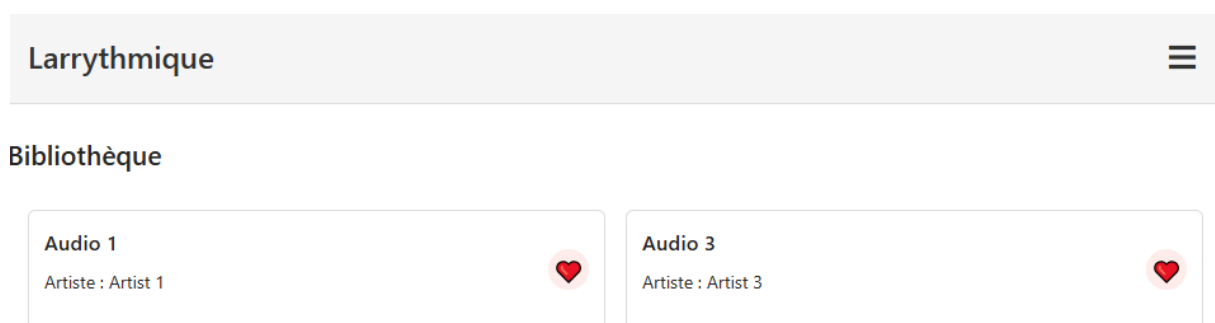 Larrythmique
Bibliothèque
Audio 1
Artiste : Artist 1
Audio 3
Artiste : Artist 3